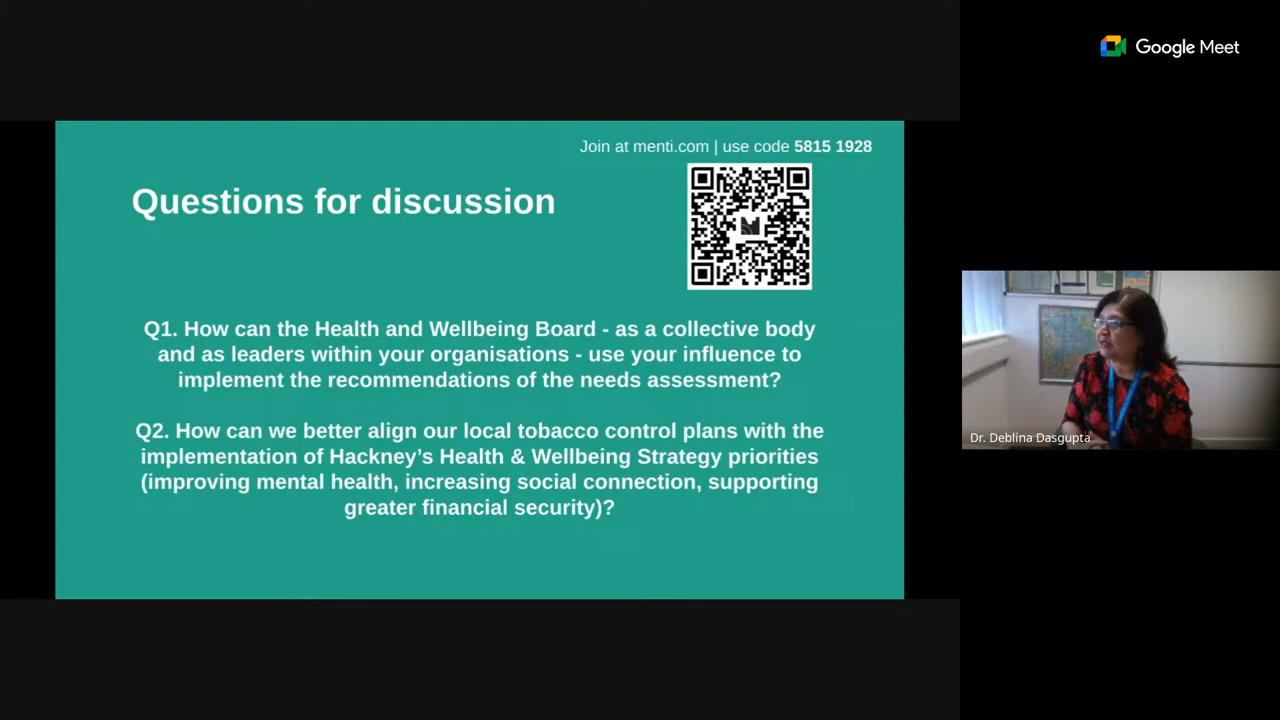 Google Meet
Join at menti.com | use code 5815 1928
Questions for discussion
Q1. How can the Health and Wellbeing Board - as a collective body
and as leaders within your organisations - use your influence to
implement the recommendations of the needs assessment?
Q2. How can we better align our local tobacco control plans with the
implementation of Hackney’s Health & Wellbeing Strategy priorities
(improving mental health, increasing social connection, supporting
greater financial security)?
Dr. Deblina Dasgupta